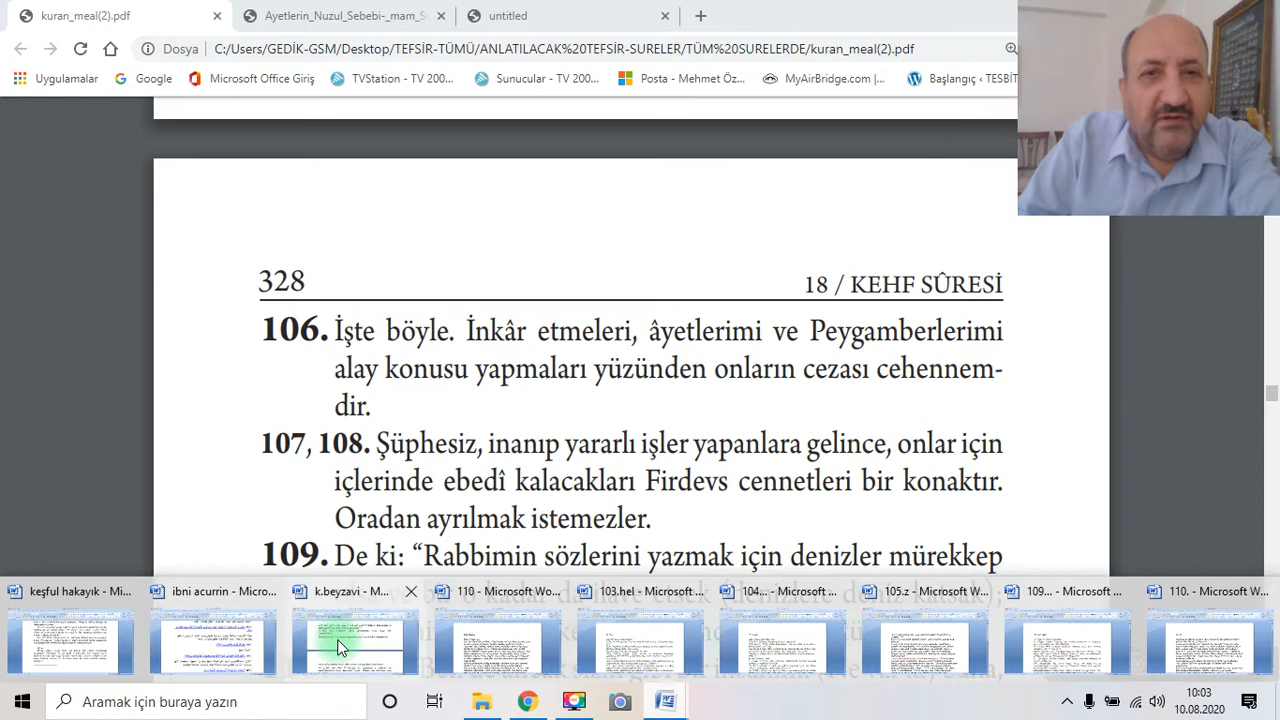 kuran_meal(2).pdf
Ayetlerin_Nuzul_Sebebi-_mam_S
untitled
Dosya
C:/Users/GEDİK-GSM/Desktop/TEFSİR-TÜMÜ/ANLATILACAK%20TEFSİR-SURELER/TÜM%20SURELERDE/kuran_meal(2).pdf
Uygulamalar
Google
Microsoft Office Giriş
TVStation - TV 200...
Sunucular - TV 200...
Posta - Mehmet Öz...
MyAirBridge.com |...
Başlangıç ‹ TESBİT
328
18 / KEHF SÛRESİ
106. İşte böyle. İnkâr etmeleri, âyetlerimi ve Peygamberlerimi
alay konusu yapmaları yüzünden onların cezası cehennem-
dir.
107, 108. Şüphesiz, inanıp yararlı işler yapanlara gelince, onlar için
içlerinde ebedî kalacakları Firdevs cennetleri bir konaktır.
Oradan ayrılmak istemezler.
109. De ki: “Rabbimin sözlerini yazmak için denizler mürekkep
keşful hakayık - Mi...
ibni acurrin - Micro...
k.beyzavi - M...
110 - Microsoft Wo...
103.hel - Microsoft ...
104... - Microsoft ...
105.z - Microsoft W...
109... - Microsoft ...
110. - Microsoft W...
Aramak için buraya yazın
10:03
10.08.2020